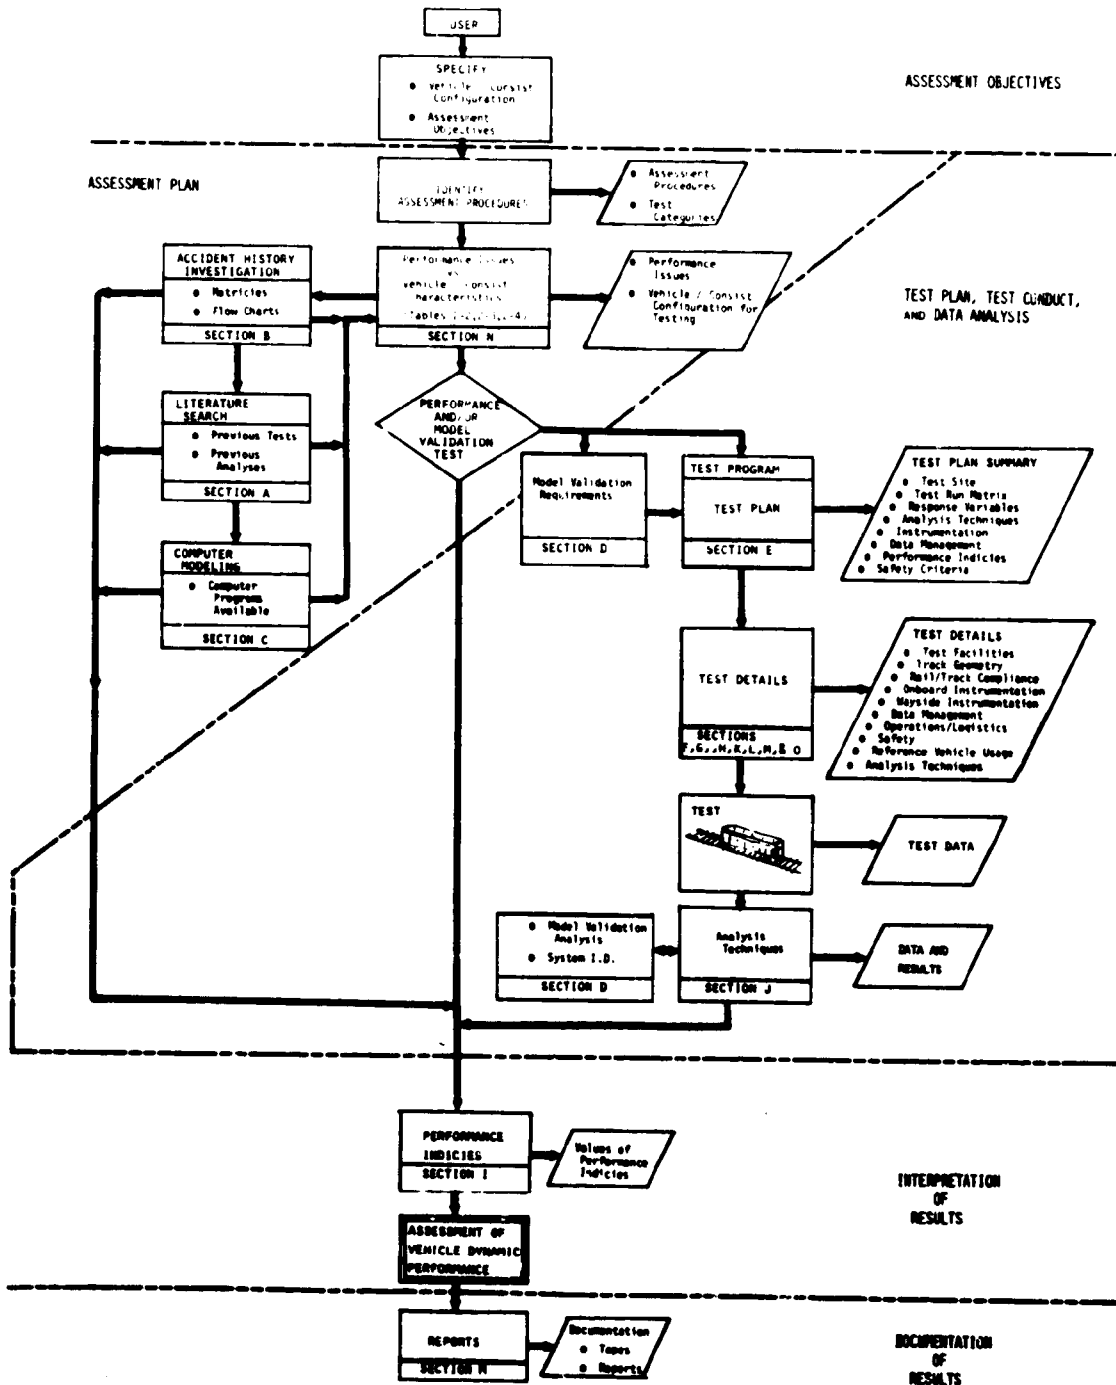 USER
SPECIFY
● Vehicle Consist
Configuration
● Assessment
Objectives
ASSESSMENT OBJECTIVES
ASSESSMENT PLAN
IDENTIFY
ASSESSMENT PROCEDURES
● Assessment
Procedures
● Test
Categories
ACCIDENT HISTORY
INVESTIGATION
● Matricies
● Flow Charts
SECTION B
Performance Issues
vs
Vehicle Consist
Characteristics
SECTION N
● Performance
Issues
● Vehicle / Consist
Configuration for
Testing
TEST PLAN, TEST CONDUCT,
AND DATA ANALYSIS
LITERATURE
SEARCH
● Previous Tests
● Previous
Analyses
SECTION A
PERFORMANCE
AND/OR
MODEL
VALIDATION
TEST
COMPUTER
MODELING
● Computer
Programs
Available
SECTION C
Model Validation
Requirements
SECTION D
TEST PROGRAM
TEST PLAN
SECTION E
TEST PLAN SUMMARY
● Test Site
● Test Run Matrix
● Response Variables
● Analysis Techniques
● Instrumentation
● Data Management
● Performance Indicies
● Safety Criteria
TEST DETAILS
SECTIONS
F,G,,H,K,L,M,& O
TEST DETAILS
● Test Facilities
● Track Geometry
● Rail/Track Compliance
● Onboard Instrumentation
● Wayside Instrumentation
● Data Management
● Operations/Logistics
● Safety
● Reference Vehicle Usage
● Analysis Techniques
TEST
TEST DATA
● Model Validation
Analysis
● System I.D.
SECTION D
Analysis
Techniques
SECTION J
DATA AND
RESULTS
PERFORMANCE
INDICIES
SECTION I
Values of
Performance
Indicies
INTERPRETATION
OF
RESULTS
ASSESSMENT OF
VEHICLE DYNAMIC
PERFORMANCE
REPORTS
SECTION M
Documentation
● Tapes
● Reports
DOCUMENTATION
OF
RESULTS